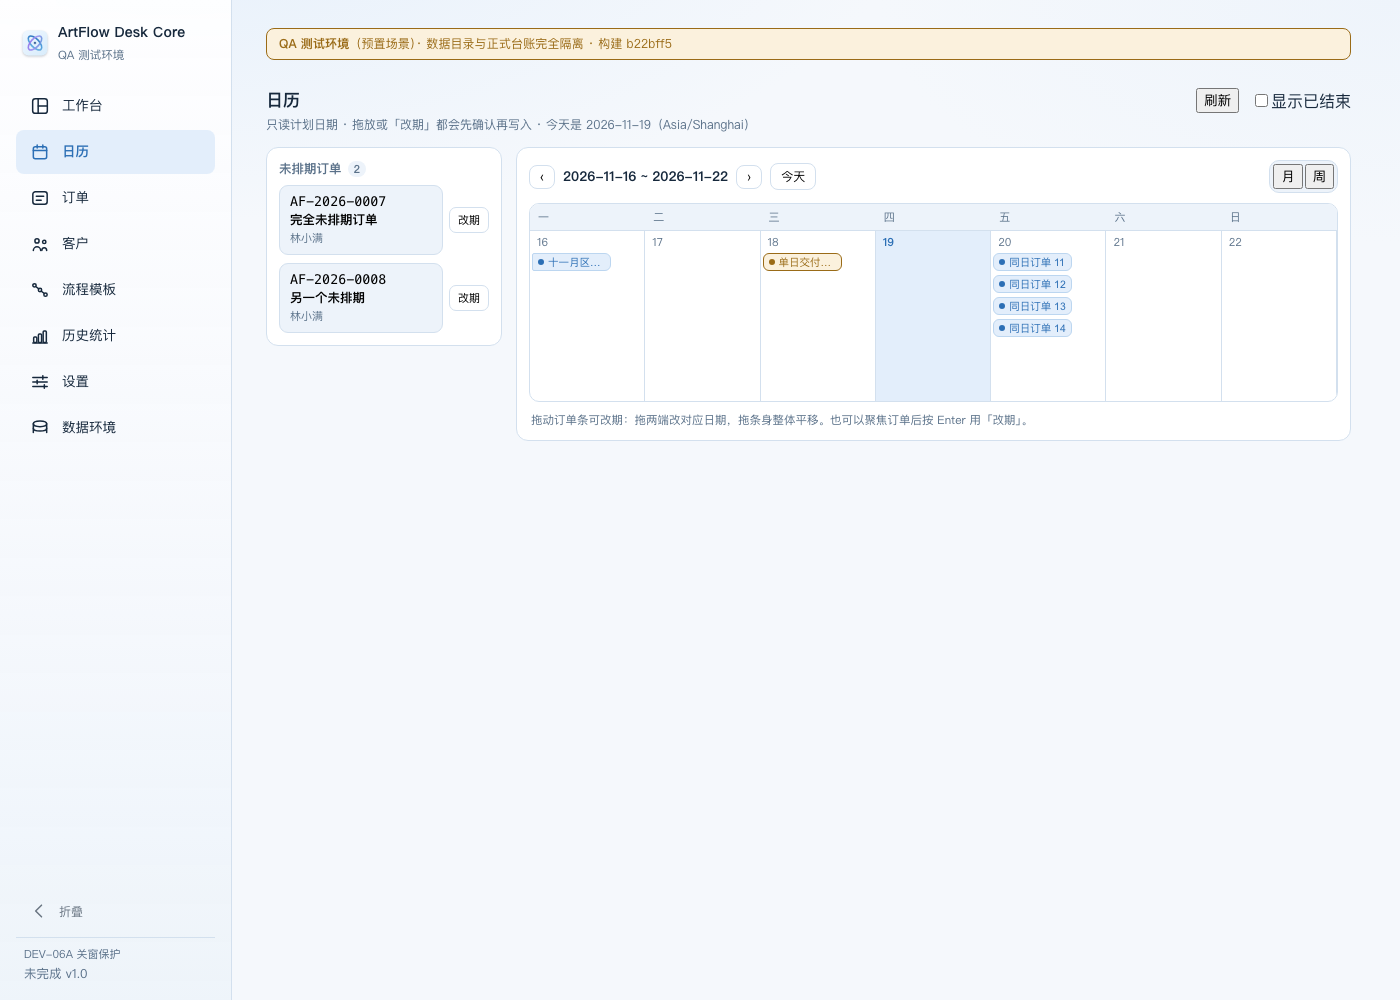 ArtFlow Desk Core
QA 测试环境
工作台
日历
订单
客户
流程模板
历史统计
设置
数据环境
折叠
DEV-06A 关窗保护
未完成 v1.0
QA 测试环境（预置场景）· 数据目录与正式台账完全隔离 · 构建 b22bff5
日历
只读计划日期 · 拖放或「改期」都会先确认再写入 · 今天是 2026-11-19（Asia/Shanghai）
刷新
显示已结束
未排期订单 2
AF-2026-0007
完全未排期订单
林小满
改期
AF-2026-0008
另一个未排期
林小满
改期
‹ 2026-11-16 ~ 2026-11-22 › 今天
月 周
一 二 三 四 五 六 日
16 17 18 19 20 21 22
十一月区… 单日交付… 同日订单 11
同日订单 12
同日订单 13
同日订单 14
拖动订单条可改期：拖两端改对应日期，拖条身整体平移。也可以聚焦订单后按 Enter 用「改期」。